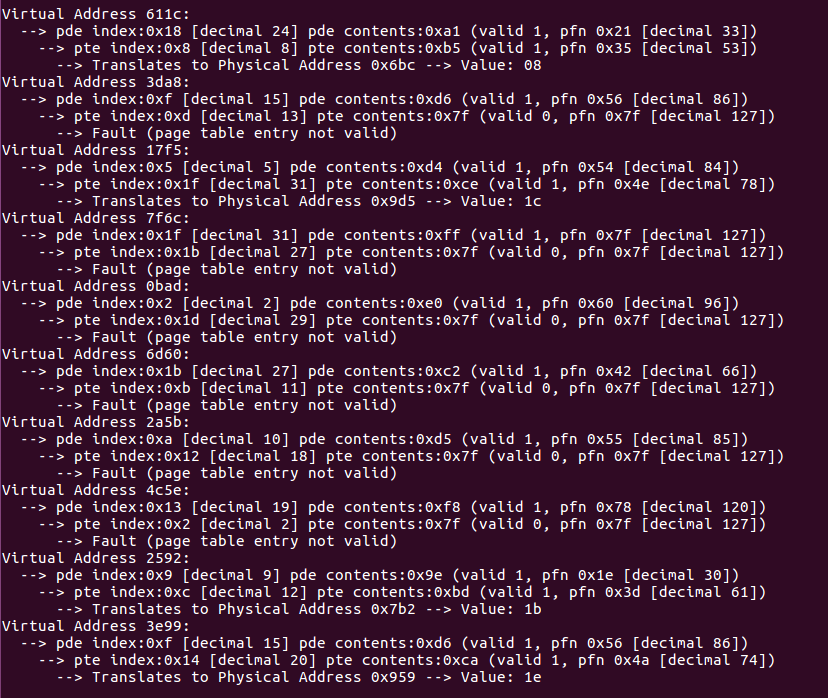 Virtual Address 611c:
  --> pde index:0x18 [decimal 24] pde contents:0xa1 (valid 1, pfn 0x21 [decimal 33])
    --> pte index:0x8 [decimal 8] pte contents:0xb5 (valid 1, pfn 0x35 [decimal 53])
      --> Translates to Physical Address 0x6bc --> Value: 08
Virtual Address 3da8:
  --> pde index:0xf [decimal 15] pde contents:0xd6 (valid 1, pfn 0x56 [decimal 86])
    --> pte index:0xd [decimal 13] pte contents:0x7f (valid 0, pfn 0x7f [decimal 127])
      --> Fault (page table entry not valid)
Virtual Address 17f5:
  --> pde index:0x5 [decimal 5] pde contents:0xd4 (valid 1, pfn 0x54 [decimal 84])
    --> pte index:0x1f [decimal 31] pte contents:0xce (valid 1, pfn 0x4e [decimal 78])
      --> Translates to Physical Address 0x9d5 --> Value: 1c
Virtual Address 7f6c:
  --> pde index:0x1f [decimal 31] pde contents:0xff (valid 1, pfn 0x7f [decimal 127])
    --> pte index:0x1b [decimal 27] pte contents:0x7f (valid 0, pfn 0x7f [decimal 127])
      --> Fault (page table entry not valid)
Virtual Address 0bad:
  --> pde index:0x2 [decimal 2] pde contents:0xe0 (valid 1, pfn 0x60 [decimal 96])
    --> pte index:0x1d [decimal 29] pte contents:0x7f (valid 0, pfn 0x7f [decimal 127])
      --> Fault (page table entry not valid)
Virtual Address 6d60:
  --> pde index:0x1b [decimal 27] pde contents:0xc2 (valid 1, pfn 0x42 [decimal 66])
    --> pte index:0xb [decimal 11] pte contents:0x7f (valid 0, pfn 0x7f [decimal 127])
      --> Fault (page table entry not valid)
Virtual Address 2a5b:
  --> pde index:0xa [decimal 10] pde contents:0xd5 (valid 1, pfn 0x55 [decimal 85])
    --> pte index:0x12 [decimal 18] pte contents:0x7f (valid 0, pfn 0x7f [decimal 127])
      --> Fault (page table entry not valid)
Virtual Address 4c5e:
  --> pde index:0x13 [decimal 19] pde contents:0xf8 (valid 1, pfn 0x78 [decimal 120])
    --> pte index:0x2 [decimal 2] pte contents:0x7f (valid 0, pfn 0x7f [decimal 127])
      --> Fault (page table entry not valid)
Virtual Address 2592:
  --> pde index:0x9 [decimal 9] pde contents:0x9e (valid 1, pfn 0x1e [decimal 30])
    --> pte index:0xc [decimal 12] pte contents:0xbd (valid 1, pfn 0x3d [decimal 61])
      --> Translates to Physical Address 0x7b2 --> Value: 1b
Virtual Address 3e99:
  --> pde index:0xf [decimal 15] pde contents:0xd6 (valid 1, pfn 0x56 [decimal 86])
    --> pte index:0x14 [decimal 20] pte contents:0xca (valid 1, pfn 0x4a [decimal 74])
      --> Translates to Physical Address 0x959 --> Value: 1e